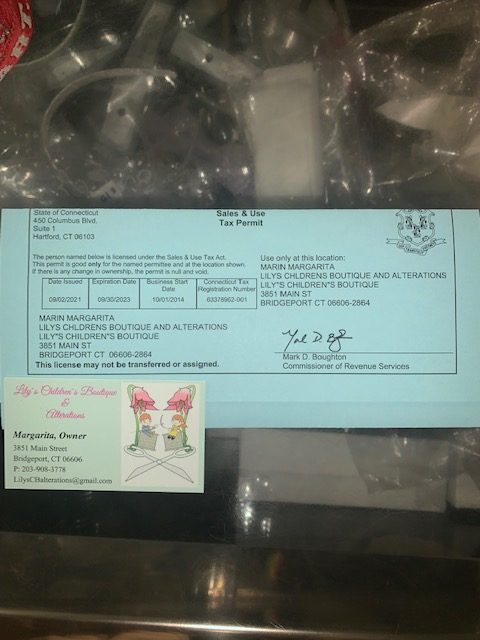 State of Connecticut
450 Columbus Blvd.
Suite 1
Hartford, CT 06103
Sales & Use
Tax Permit
The person named below is licensed under the Sales & Use Tax Act.
This permit is good only for the named permittee and at the location shown.
If there is any change in ownership, the permit is null and void.
Date Issued
Expiration Date
Business Start Date
Connecticut Tax Registration Number
09/02/2021
09/30/2023
10/01/2014
63378962-001
Use only at this location:
MARIN MARGARITA
LILYS CHLDRENS BOUTIQUE AND ALTERATIONS
LILY"S CHILDREN"S BOUTIQUE
3851 MAIN ST
BRIDGEPORT CT 06606-2864
MARIN MARGARITA
LILYS CHLDRENS BOUTIQUE AND ALTERATIONS
LILY"S CHILDREN"S BOUTIQUE
3851 MAIN ST
BRIDGEPORT CT 06606-2864
This license may not be transferred or assigned.
Mark D. Boughton
Commissioner of Revenue Services
Lily's Children's Boutique
&
Alterations
Margarita, Owner
3851 Main Street
Bridgeport, CT 06606
P: 203-908-3778
LilysCBalterations@gmail.com